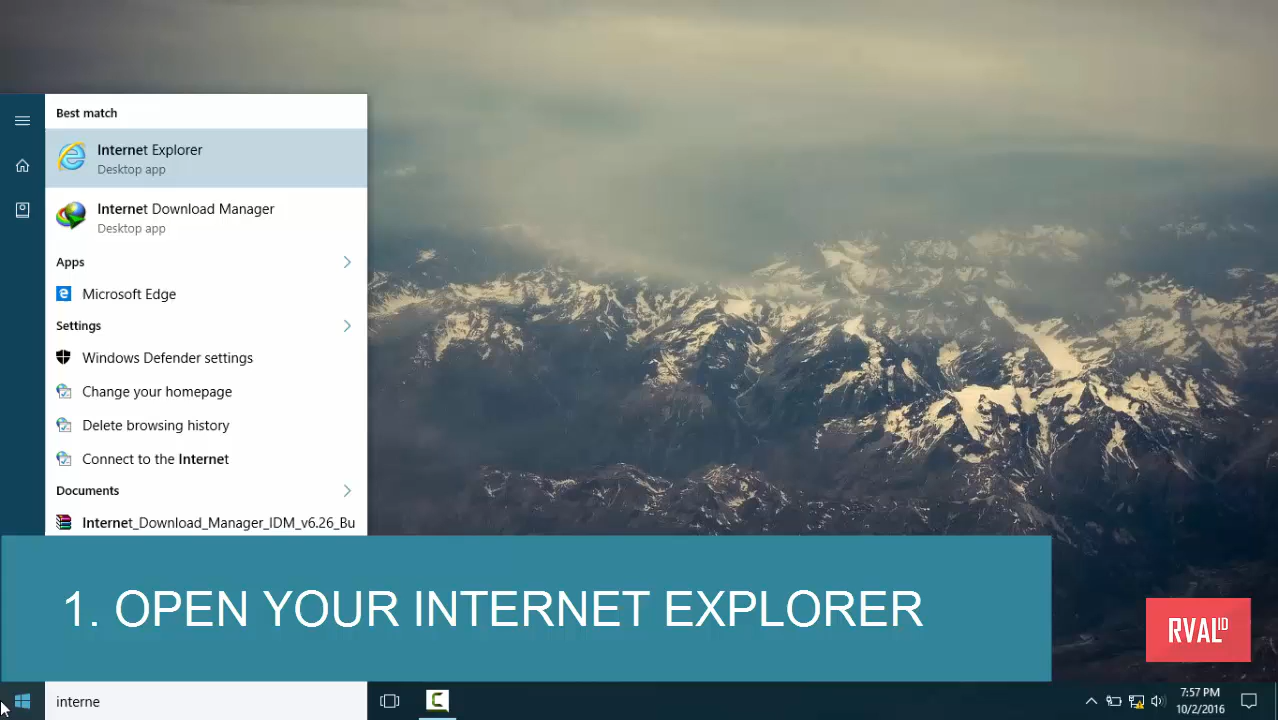 Best match
Internet Explorer
Desktop app
Internet Download Manager
Desktop app
Apps
Microsoft Edge
Settings
Windows Defender settings
Change your homepage
Delete browsing history
Connect to the Internet
Documents
Internet_Download_Manager_IDM_v6.26_Bu
1. OPEN YOUR INTERNET EXPLORER
RVALID
interne
7:57 PM
10/2/2016